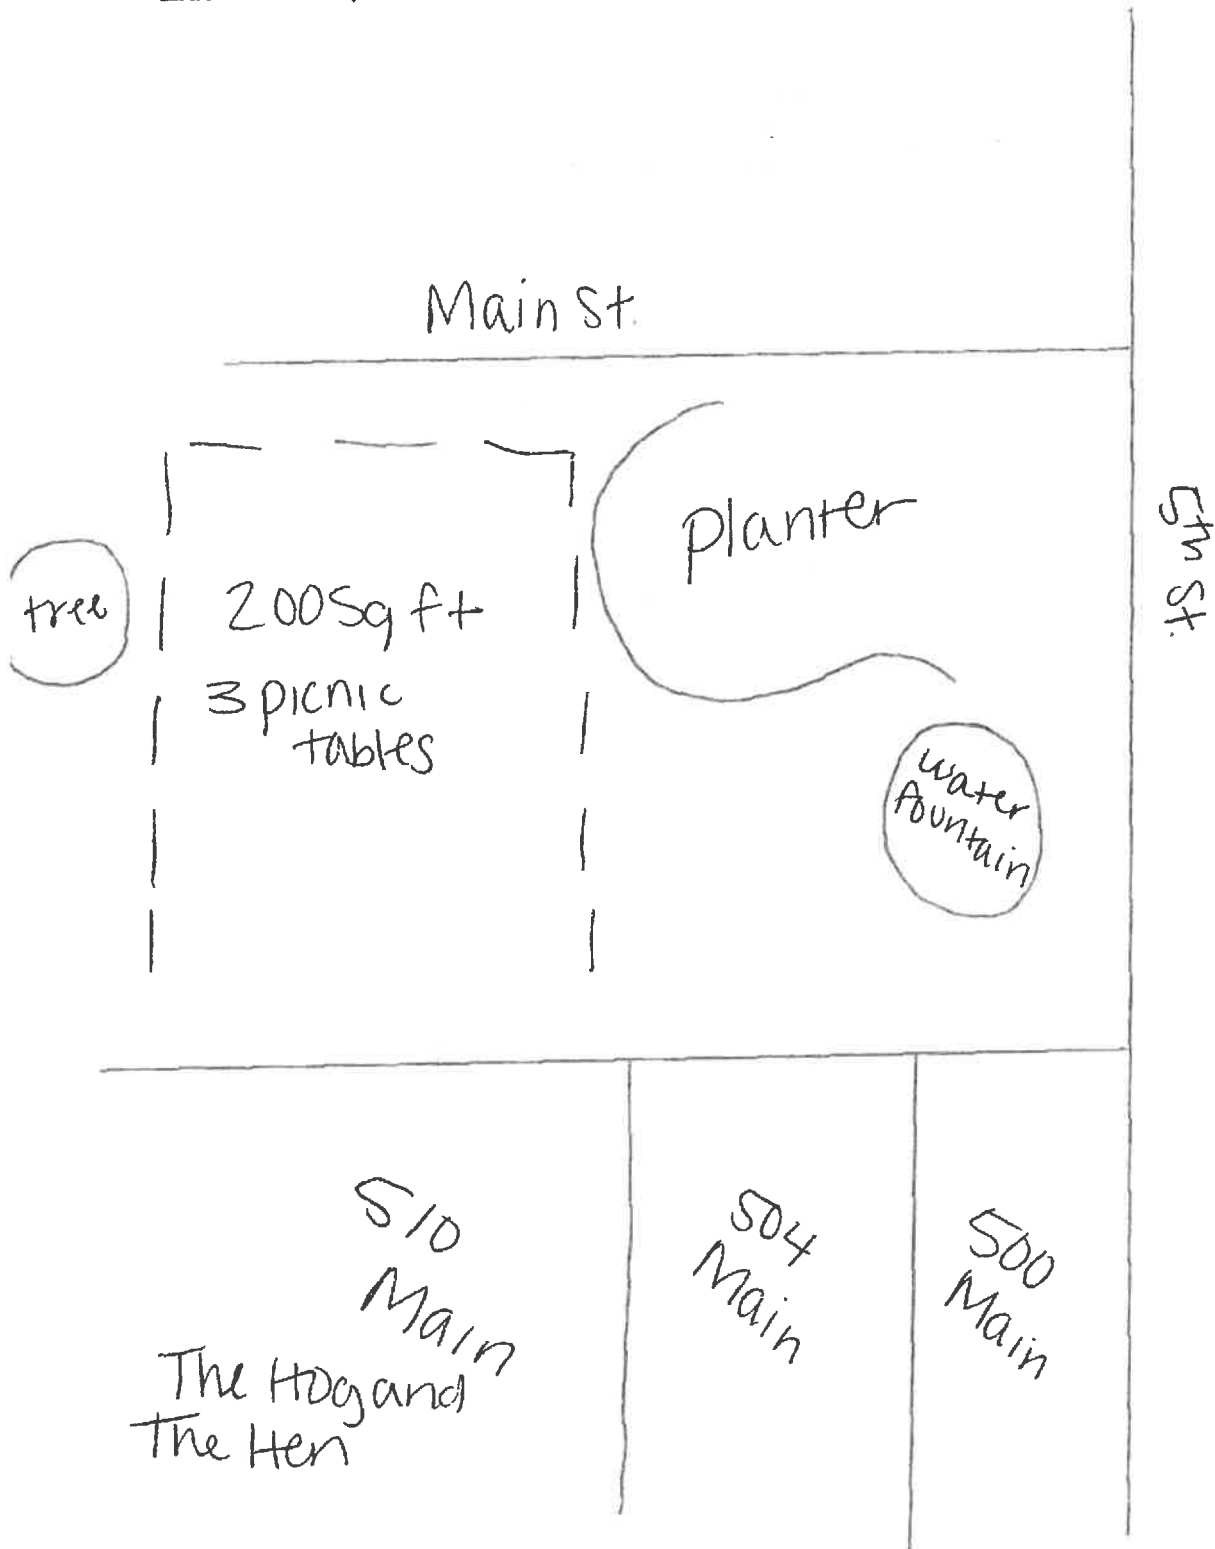 Main St.
planter
5th St.
tree
200 Sq ft
3 picnic
tables
water
fountain
510
Main
504
Main
500
Main
The Hog and
The Hen